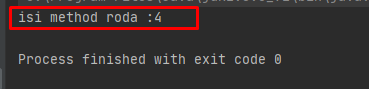 isi method roda :4
Process finished with exit code 0